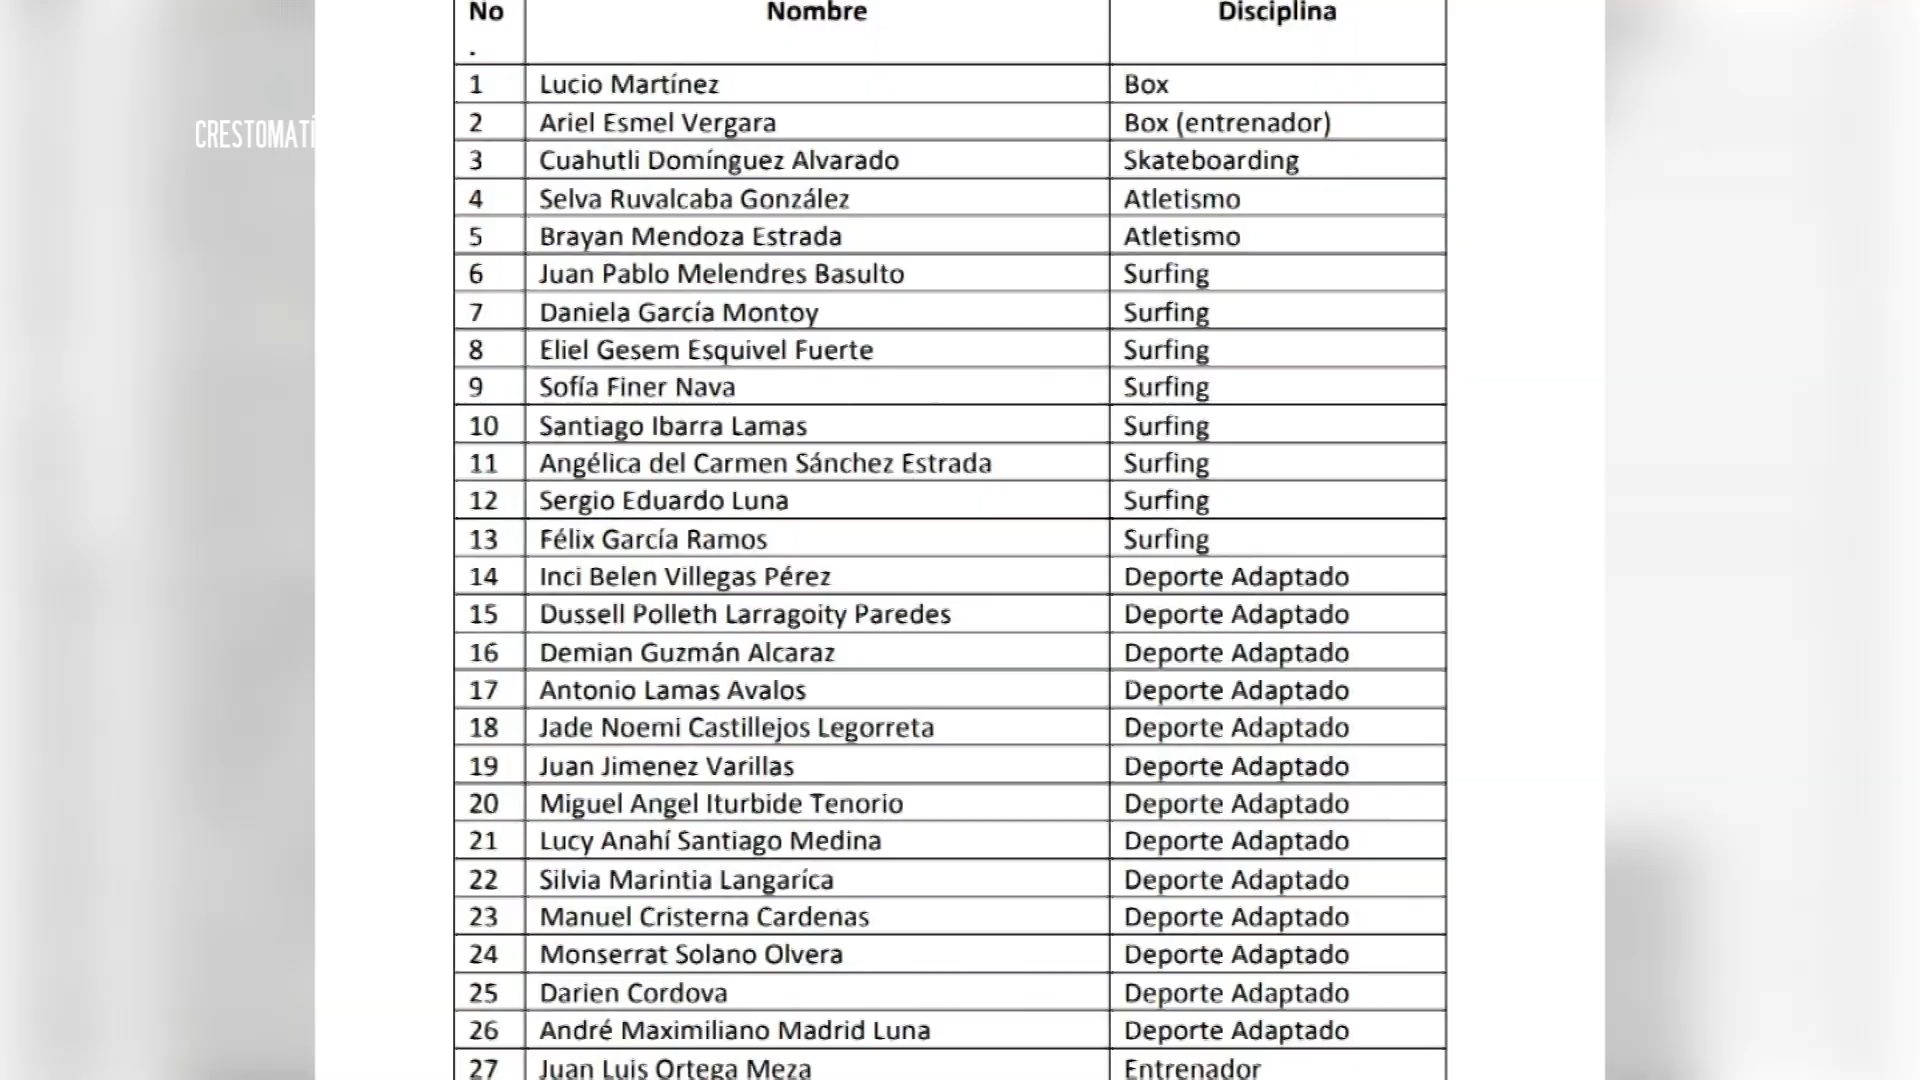 No Nombre Disciplina
.
1 Lucio Martínez Box
CRESTOMATÍ
2 Ariel Esmel Vergara Box (entrenador)
3 Cuahutli Domínguez Alvarado Skateboarding
4 Selva Ruvalcaba González Atletismo
5 Brayan Mendoza Estrada Atletismo
6 Juan Pablo Melendres Basulto Surfing
7 Daniela García Montoy Surfing
8 Eliel Gesem Esquivel Fuerte Surfing
9 Sofía Finer Nava Surfing
10 Santiago Ibarra Lamas Surfing
11 Angélica del Carmen Sánchez Estrada Surfing
12 Sergio Eduardo Luna Surfing
13 Félix García Ramos Surfing
14 Inci Belen Villegas Pérez Deporte Adaptado
15 Dussell Polleth Larragoity Paredes Deporte Adaptado
16 Demian Guzmán Alcaraz Deporte Adaptado
17 Antonio Lamas Avalos Deporte Adaptado
18 Jade Noemi Castillejos Legorreta Deporte Adaptado
19 Juan Jimenez Varillas Deporte Adaptado
20 Miguel Angel Iturbide Tenorio Deporte Adaptado
21 Lucy Anahí Santiago Medina Deporte Adaptado
22 Silvia Marintia Langaríca Deporte Adaptado
23 Manuel Cristerna Cardenas Deporte Adaptado
24 Monserrat Solano Olvera Deporte Adaptado
25 Darien Cordova Deporte Adaptado
26 André Maximiliano Madrid Luna Deporte Adaptado
27 Juan Luis Ortega Meza Entrenador